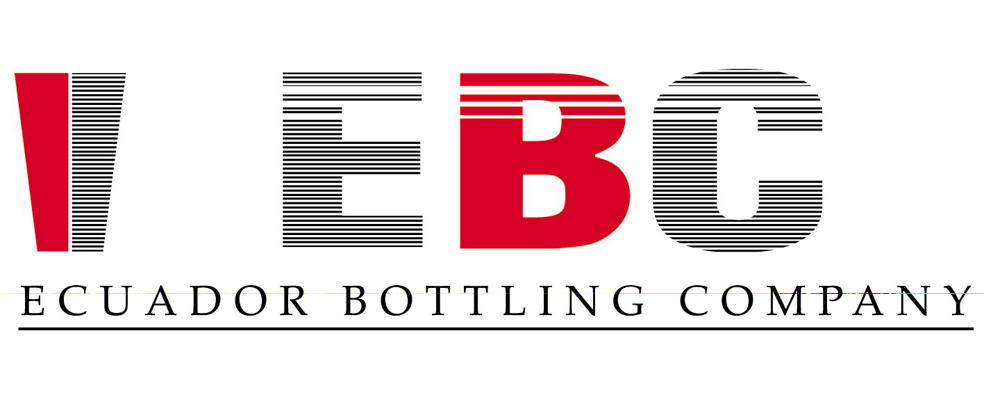 EBC
ECUADOR BOTTLING COMPANY